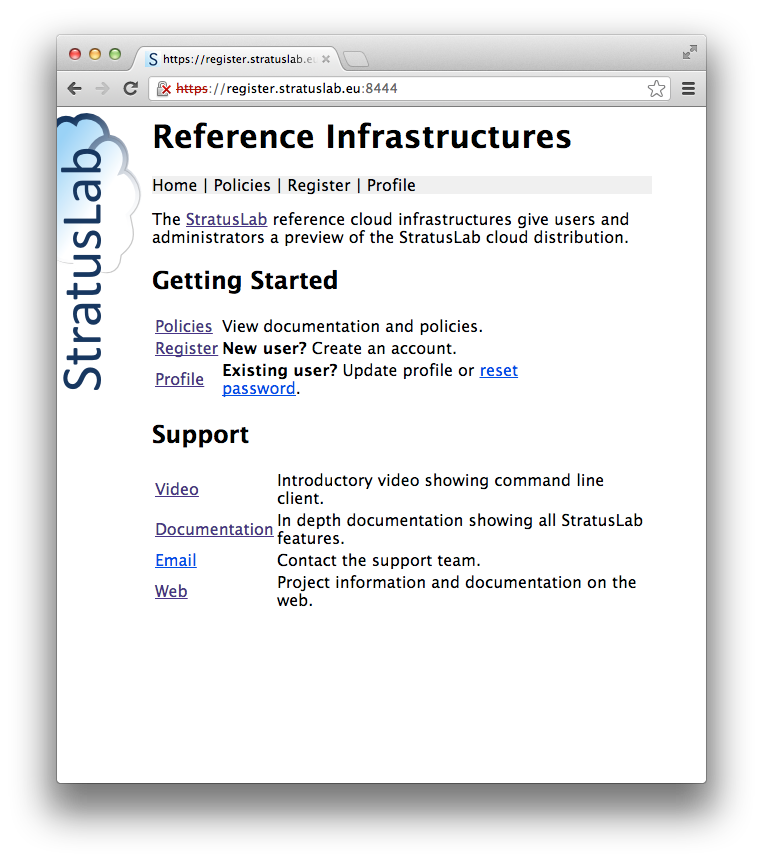 https://register.stratuslab.eu
https://register.stratuslab.eu:8444
StratusLab
Reference Infrastructures
Home | Policies | Register | Profile
The StratusLab reference cloud infrastructures give users and
administrators a preview of the StratusLab cloud distribution.
Getting Started
Policies View documentation and policies.
Register New user? Create an account.
Profile Existing user? Update profile or reset
password.
Support
Video Introductory video showing command line
client.
Documentation In depth documentation showing all StratusLab
features.
Email Contact the support team.
Web Project information and documentation on the
web.